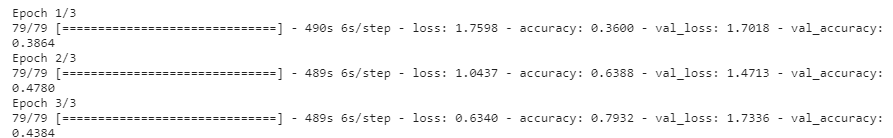 Epoch 1/3
79/79 [==============================] - 490s 6s/step - loss: 1.7598 - accuracy: 0.3600 - val_loss: 1.7018 - val_accuracy:
0.3864
Epoch 2/3
79/79 [==============================] - 489s 6s/step - loss: 1.0437 - accuracy: 0.6388 - val_loss: 1.4713 - val_accuracy:
0.4780
Epoch 3/3
79/79 [==============================] - 489s 6s/step - loss: 0.6340 - accuracy: 0.7932 - val_loss: 1.7336 - val_accuracy:
0.4384